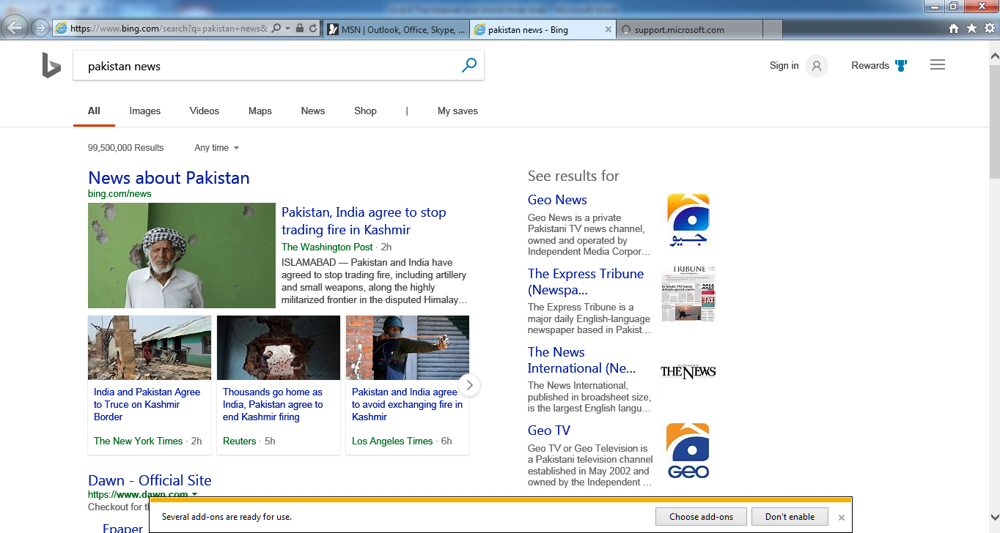 https://www.bing.com/search?q=pakistan+news&
MSN | Outlook, Office, Skype, ...
pakistan news - Bing
support.microsoft.com
pakistan news
Sign in
Rewards
All
Images
Videos
Maps
News
Shop
|
My saves
99,500,000 Results
Any time
News about Pakistan
bing.com/news
Pakistan, India agree to stop
trading fire in Kashmir
The Washington Post · 2h
ISLAMABAD — Pakistan and India have
agreed to stop trading fire, including artillery
and small weapons, along the highly
militarized frontier in the disputed Himalay...
India and Pakistan Agree
to Truce on Kashmir
Border
The New York Times · 2h
Thousands go home as
India, Pakistan agree to
end Kashmir firing
Reuters · 5h
Pakistan and India agree
to avoid exchanging fire in
Kashmir
Los Angeles Times · 6h
Dawn - Official Site
https://www.dawn.com
Checkout for
Epaper
See results for
Geo News
Geo News is a private
Pakistani TV news channel,
owned and operated by
Independent Media Corpor...
جیو
The Express Tribune
(Newspa...
The Express Tribune is a
major daily English-language
newspaper based in Pakist...
TRIBUNE
The News
International (Ne...
The News International,
published in broadsheet size,
is the largest English langu...
THE NEWS
Geo TV
Geo TV or Geo Television is
a Pakistani television channel
established in May 2002 and
owned by the Independent ...
GEO
Several add-ons are ready for use.
Choose add-ons
Don't enable